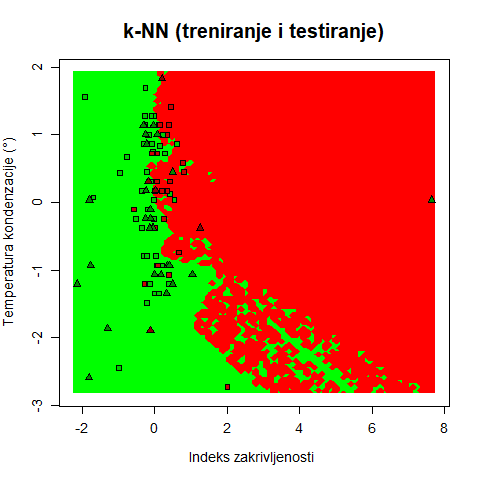 k-NN (treniranje i testiranje)
Temperatura kondenzacije (°)
2
1
0
-1
-2
-3
-2 0 2 4 6 8
Indeks zakrivljenosti